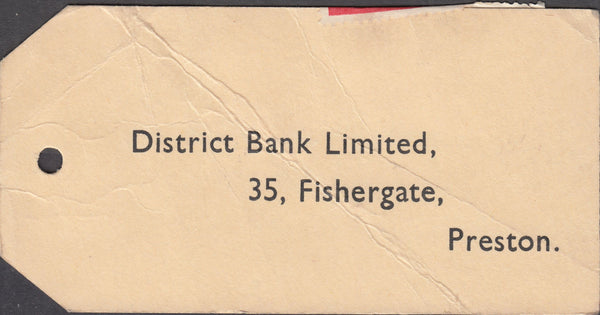 District Bank Limited,
35, Fishergate,
Preston.